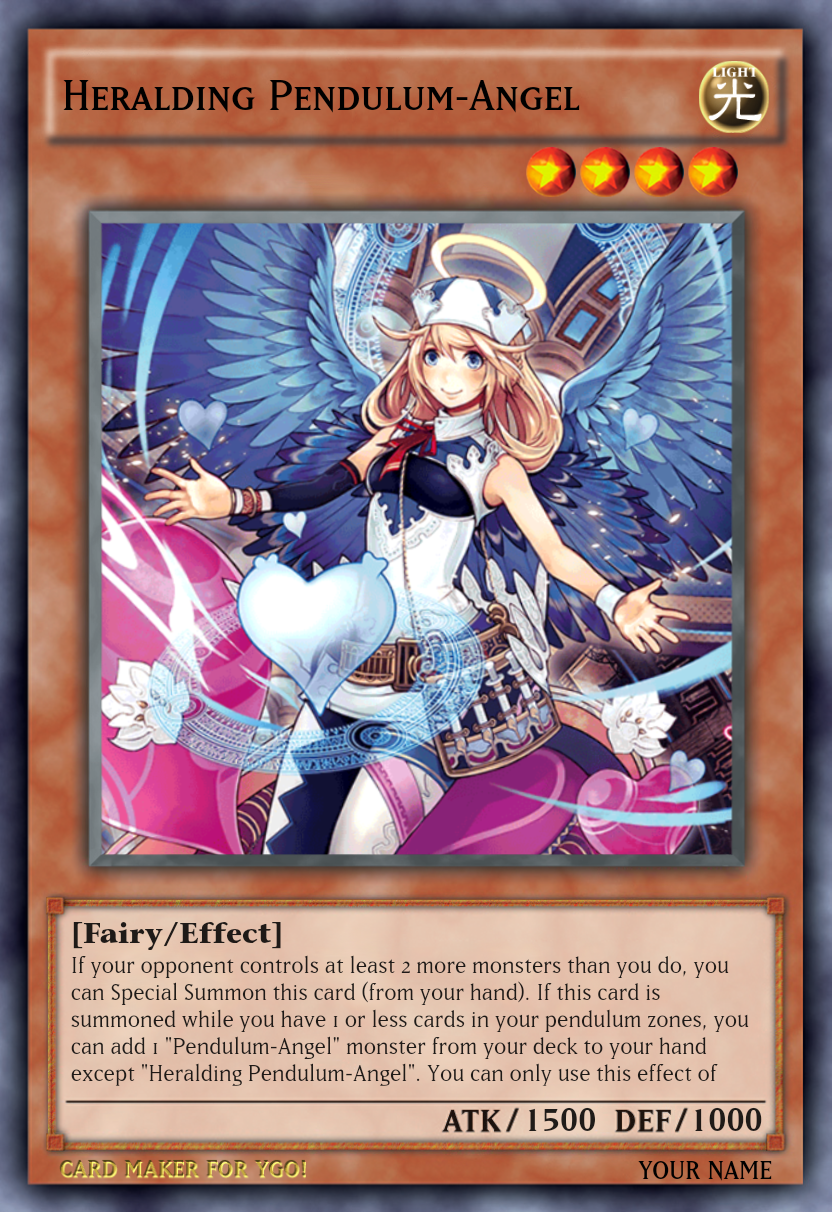 Heralding Pendulum-Angel
LIGHT
光
[Fairy/Effect]
If your opponent controls at least 2 more monsters than you do, you
can Special Summon this card (from your hand). If this card is
summoned while you have 1 or less cards in your pendulum zones, you
can add 1 "Pendulum-Angel" monster from your deck to your hand
except "Heralding Pendulum-Angel". You can only use this effect of
ATK/1500 DEF/1000
CARD MAKER FOR YGO!
YOUR NAME